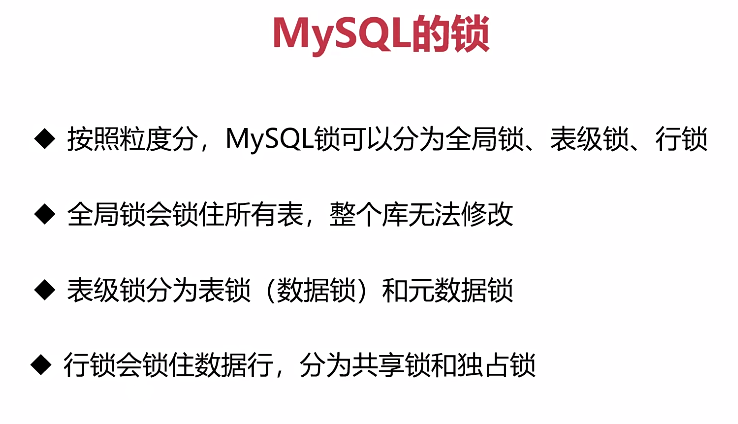 MySQL的锁
◆ 按照粒度分，MySQL锁可以分为全局锁、表级锁、行锁
◆ 全局锁会锁住所有表，整个库无法修改
◆ 表级锁分为表锁（数据锁）和元数据锁
◆ 行锁会锁住数据行，分为共享锁和独占锁